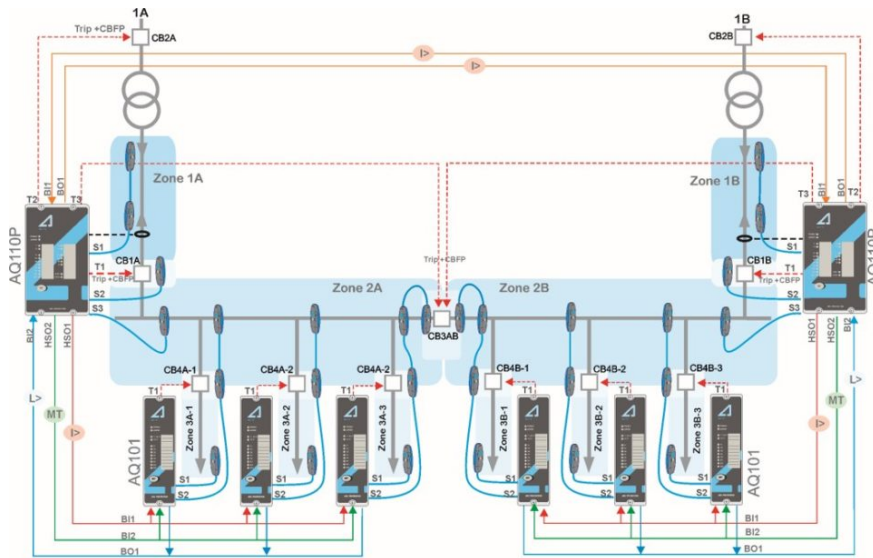 1A
1B
Trip +CBFP
CB2A
CB2B
I>
I>
Zone 1A
Zone 1B
T2
BI1
BO1
T3
T3
BI1
BO1
T2
AQ110P
AQ110P
S1
S1
CB1A
CB1B
T1
Trip +CBFP
T1
Trip +CBFP
S2
S2
Zone 2A
Trip +CBFP
Zone 2B
S3
S3
CB3AB
BI2
HSO2
HSO1
HSO1
HSO2
BI2
CB4A-1
CB4A-2
CB4A-2
CB4B-1
CB4B-2
CB4B-3
T1
T1
T1
T1
T1
T1
L>
MT
I>
I>
MT
L>
AQ101
Zone 3A-1
Zone 3A-2
Zone 3A-3
Zone 3B-1
Zone 3B-2
Zone 3B-3
AQ101
S1
S1
S1
S1
S1
S1
S2
S2
S2
S2
S2
S2
BI1
BI1
BI2
BI2
BO1
BO1